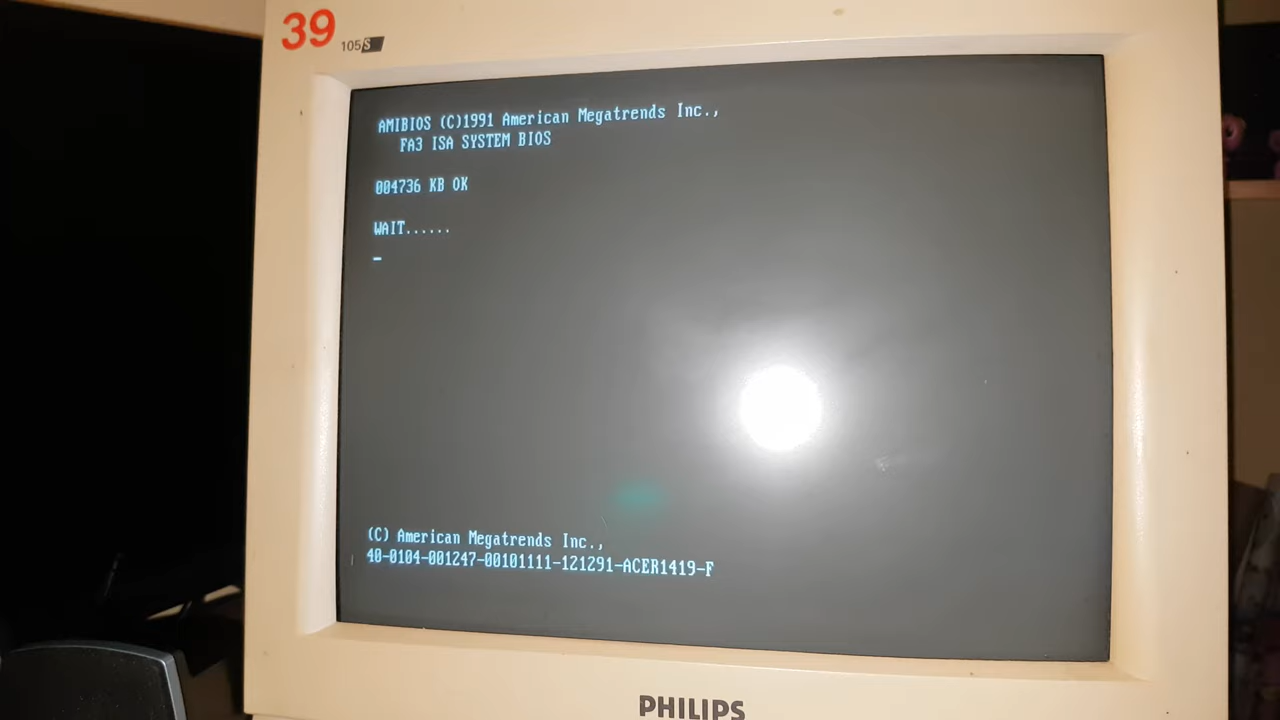 39
105S
AMIBIOS (C)1991 American Megatrends Inc.,
FA3 ISA SYSTEM BIOS
004736 KB OK
WAIT......
_
(C) American Megatrends Inc.,
40-0104-001247-00101111-121291-ACER1419-F
PHILIPS